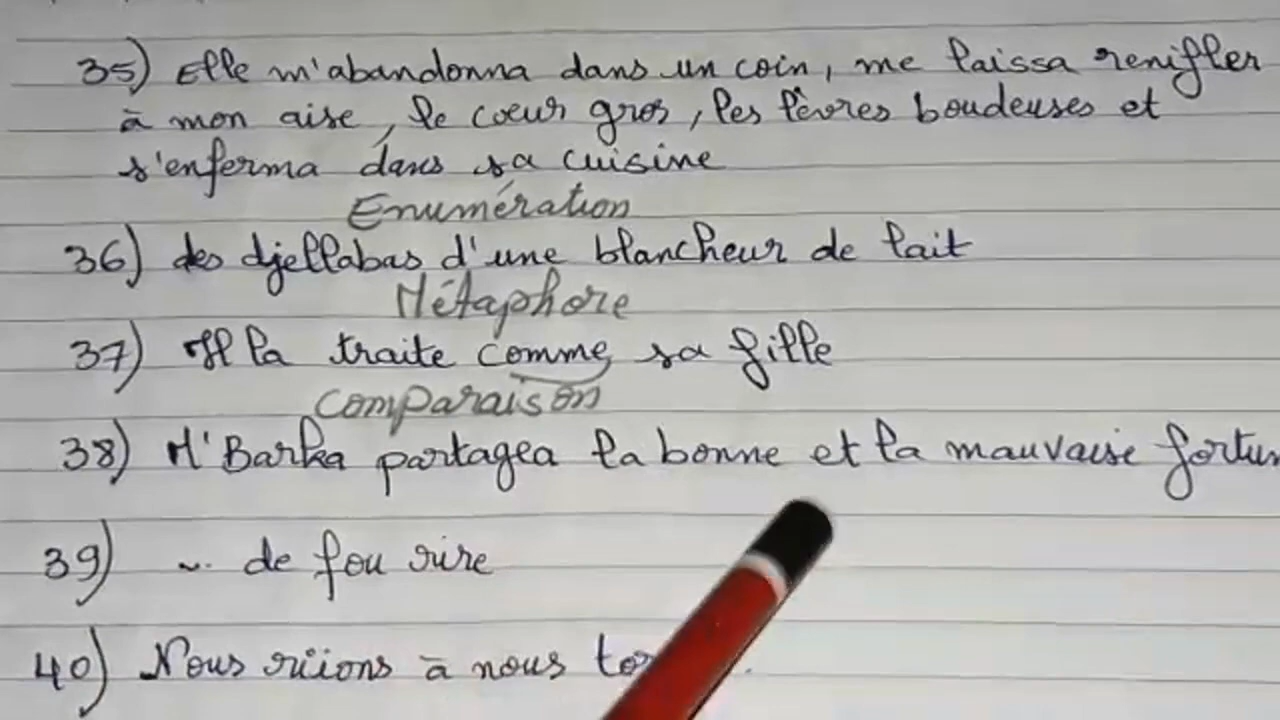 35) Elle m'abandonna dans un coin, me laissa renifler
à mon aise, le coeur gros, les lèvres boudeuses et
s'enferma dans sa cuisine
Enumération
36) des djellabas d'une blancheur de lait
Métaphore
37) Il la traite comme sa fille
comparaison
38) M'Barka partagea la bonne et la mauvaise fortun
39) ... de fou rire
40) Nous riions à nous